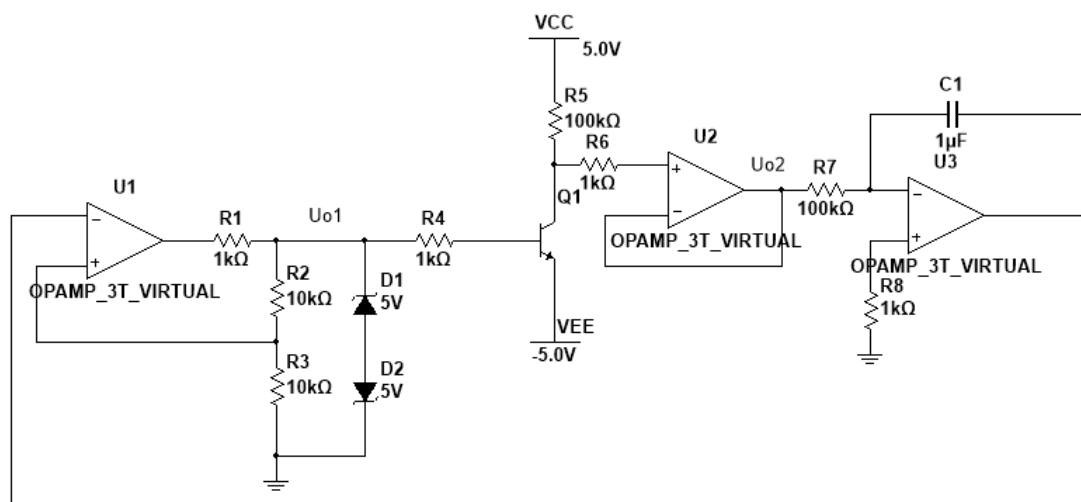 VCC
5.0V
R5
100kΩ
R6
1kΩ
U2
Uo2
R7
100kΩ
C1
1µF
U3
U1
R1
1kΩ
Uo1
R4
1kΩ
Q1
OPAMP_3T_VIRTUAL
OPAMP_3T_VIRTUAL
OPAMP_3T_VIRTUAL
R2
10kΩ
D1
5V
R8
1kΩ
VEE
-5.0V
R3
10kΩ
D2
5V